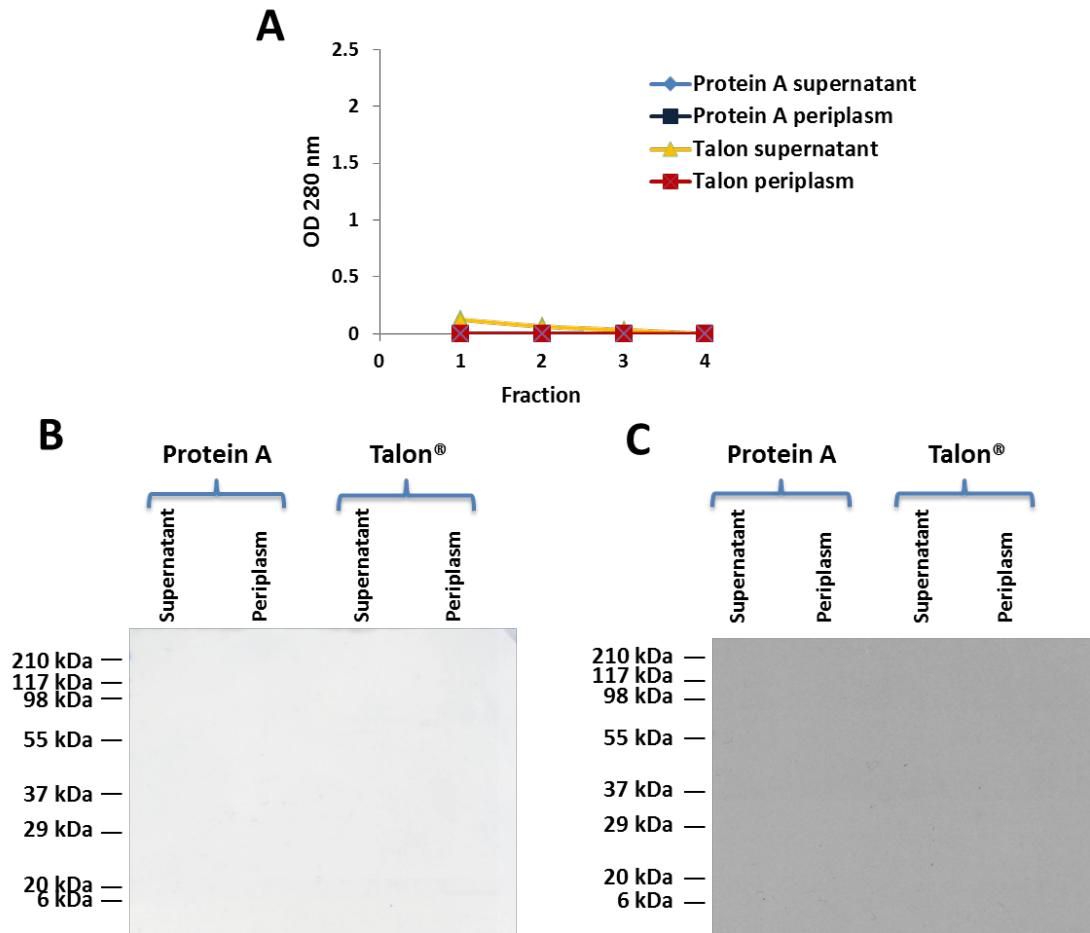 A
2.5
2
1.5
1
0.5
0
OD 280 nm
0 1 2 3 4
Fraction
Protein A supernatant
Protein A periplasm
Talon supernatant
Talon periplasm
B
Protein A Talon®
Supernatant
Periplasm
Supernatant
Periplasm
210 kDa
117 kDa
98 kDa
55 kDa
37 kDa
29 kDa
20 kDa
6 kDa
C
Protein A Talon®
Supernatant
Periplasm
Supernatant
Periplasm
210 kDa
117 kDa
98 kDa
55 kDa
37 kDa
29 kDa
20 kDa
6 kDa